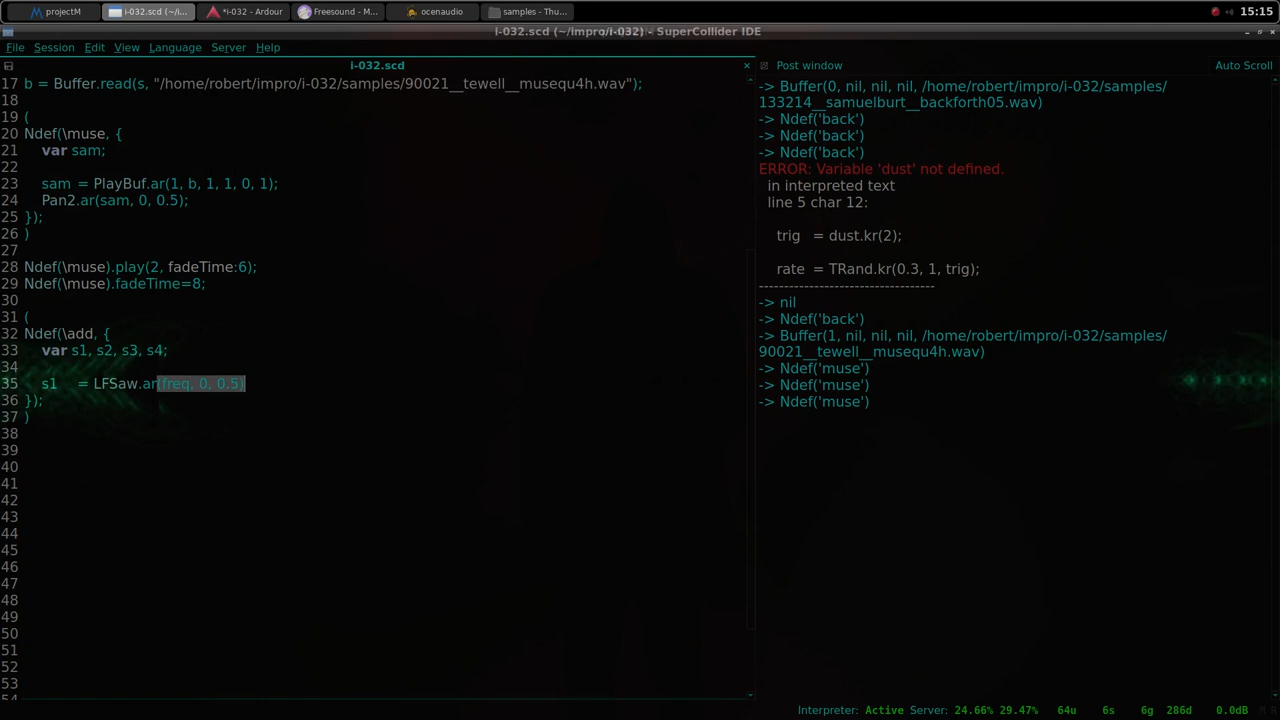 projectM
i-032.scd (~/i...
*i-032 - Ardour
Freesound - M...
ocenaudio
samples - Thu...
15:15
i-032.scd (~/impro/i-032) - SuperCollider IDE
File Session Edit View Language Server Help
i-032.scd
17 b = Buffer.read(s, "/home/robert/impro/i-032/samples/90021__tewell__musequ4h.wav");
18
19 (
20 Ndef(\muse, {
21 var sam;
22
23 sam = PlayBuf.ar(1, b, 1, 1, 0, 1);
24 Pan2.ar(sam, 0, 0.5);
25 });
26 )
27
28 Ndef(\muse).play(2, fadeTime:6);
29 Ndef(\muse).fadeTime=8;
30
31 (
32 Ndef(\add, {
33 var s1, s2, s3, s4;
34
35 s1 = LFSaw.ar(freq, 0, 0.5)
36 });
37 )
38
39
40
41
42
43
44
45
46
47
48
49
50
51
52
53
54
Post window
Auto Scroll
-> Buffer(0, nil, nil, nil, /home/robert/impro/i-032/samples/
133214__samuelburt__backforth05.wav)
-> Ndef('back')
-> Ndef('back')
-> Ndef('back')
ERROR: Variable 'dust' not defined.
in interpreted text
line 5 char 12:
trig = dust.kr(2);
rate = TRand.kr(0.3, 1, trig);
-----------------------------------
-> nil
-> Ndef('back')
-> Buffer(1, nil, nil, nil, /home/robert/impro/i-032/samples/
90021__tewell__musequ4h.wav)
-> Ndef('muse')
-> Ndef('muse')
-> Ndef('muse')
Interpreter: Active Server: 24.66% 29.47% 64u 6s 6g 286d 0.0dB